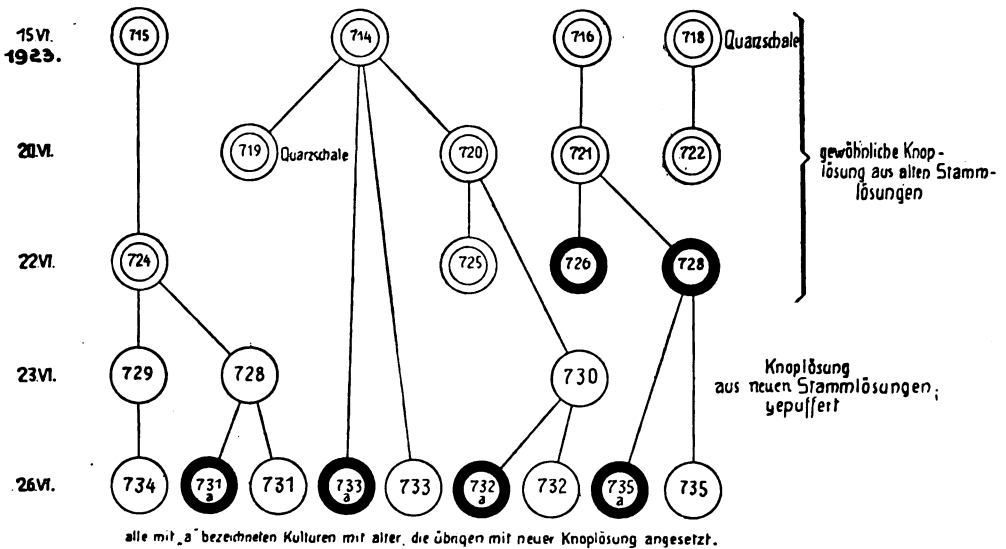 15 VI. 715 714 716 718 Quarzschale
1923.
20.VI. 719 Quarzschale 720 721 722
gewöhnliche Knop-
lösung aus alten Stamm-
lösungen
22.VI. 724 725 726 728
23.VI. 729 728 730
Knoplösung
aus neuen Stammlösungen;
gepuffert
26.VI. 734 731 a 731 733 a 733 732 a 732 735 a 735
alle mit „a“ bezeichneten Kulturen mit alter, die übrigen mit neuer Knoplösung angesetzt.